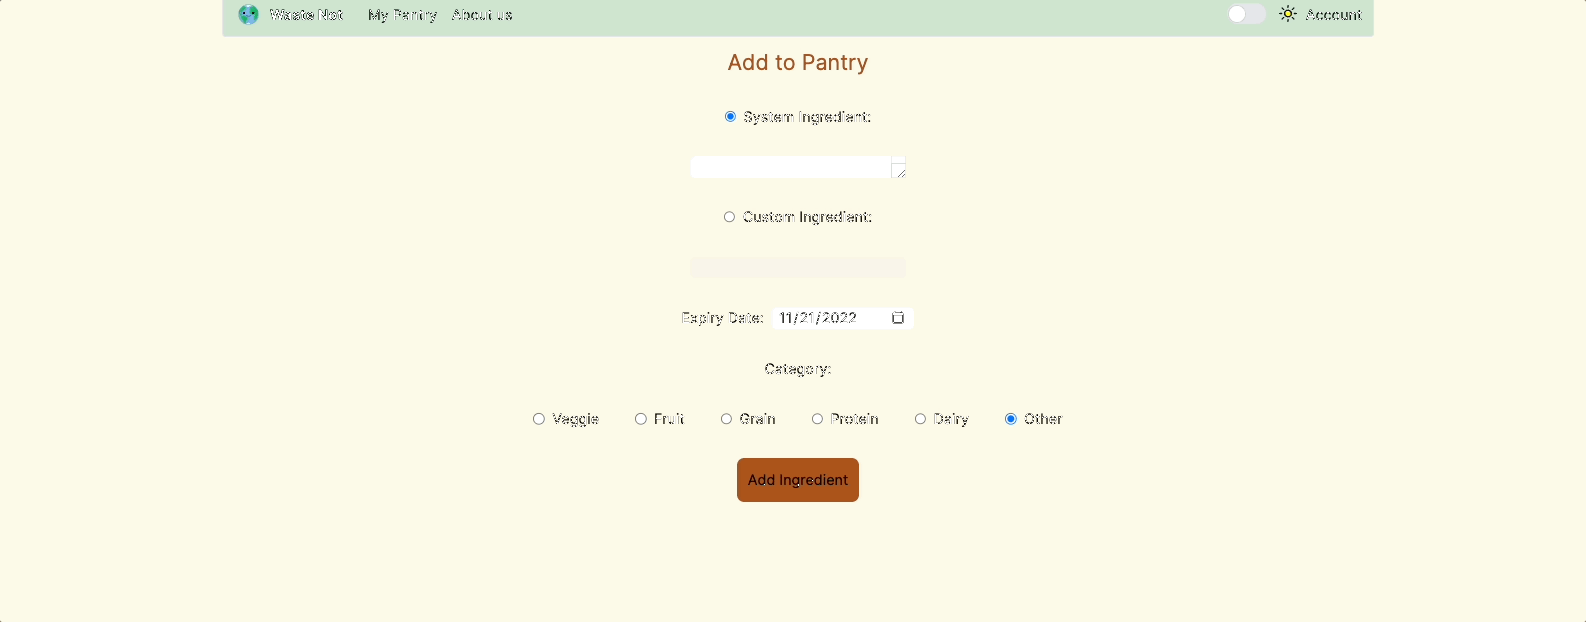 Waste Not My Pantry About us Account
Add to Pantry
System Ingredient:
Custom Ingredient:
Expiry Date: 11/21/2022
Category:
Veggie Fruit Grain Protein Dairy Other
Add Ingredient